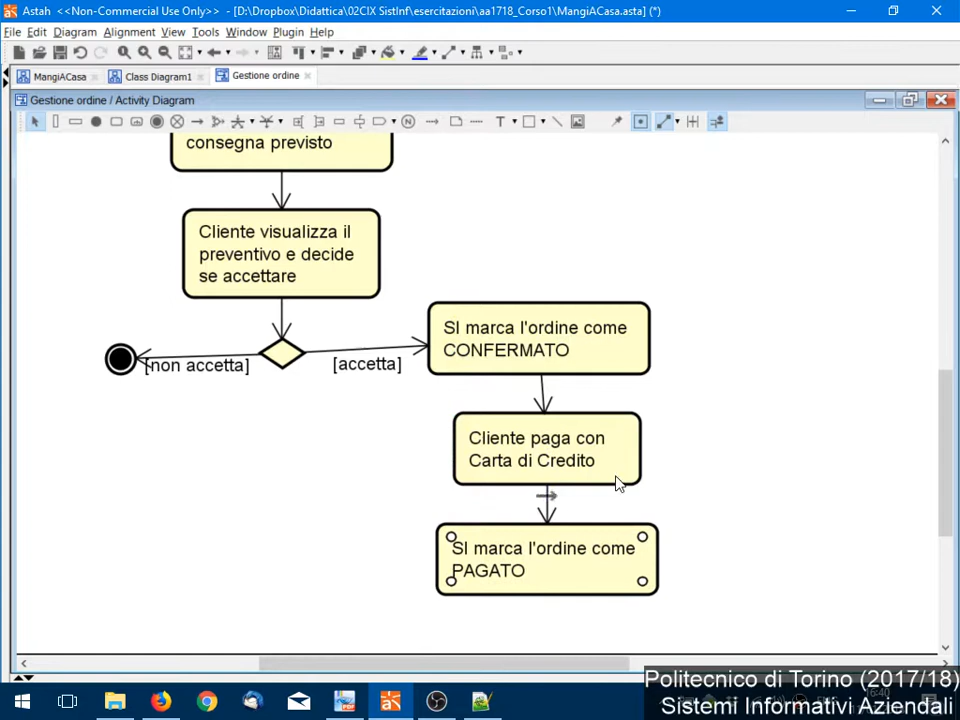 Astah <<Non-Commercial Use Only>> - [D:\Dropbox\Didattica\02CIX SistInf\esercitazioni\aa1718_Corso1\MangiACasa.asta] (*)
File Edit Diagram Alignment View Tools Window Plugin Help
MangiACasa Class Diagram1 Gestione ordine
Gestione ordine / Activity Diagram
consegna previsto
Cliente visualizza il
preventivo e decide
se accettare
SI marca l'ordine come
CONFERMATO
[non accetta]
[accetta]
Cliente paga con
Carta di Credito
SI marca l'ordine come
PAGATO
Politecnico di Torino (2017/18)
16:40
Sistemi Informativi Aziendali